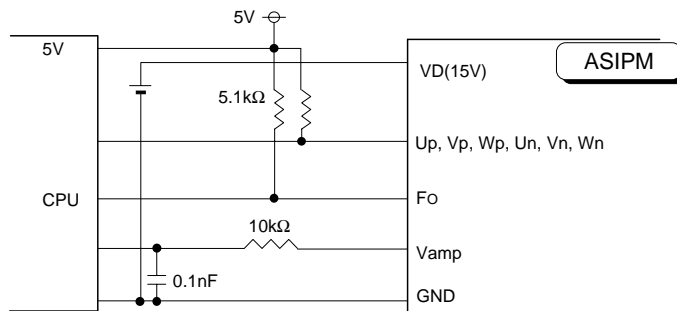 5V
5V
ASIPM
VD(15V)
5.1kΩ
Up, Vp, Wp, Un, Vn, Wn
CPU
FO
10kΩ
Vamp
0.1nF
GND